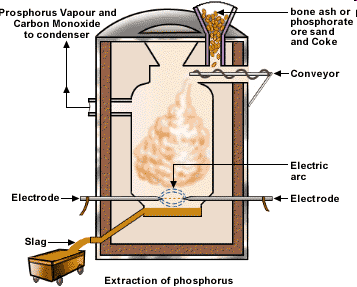 Prosphorus Vapour and
Carbon Monoxide
to condenser
bone ash or
phosphorate
ore sand
and Coke
Conveyor
Electric
arc
Electrode
Electrode
Slag
Extraction of phosphorus